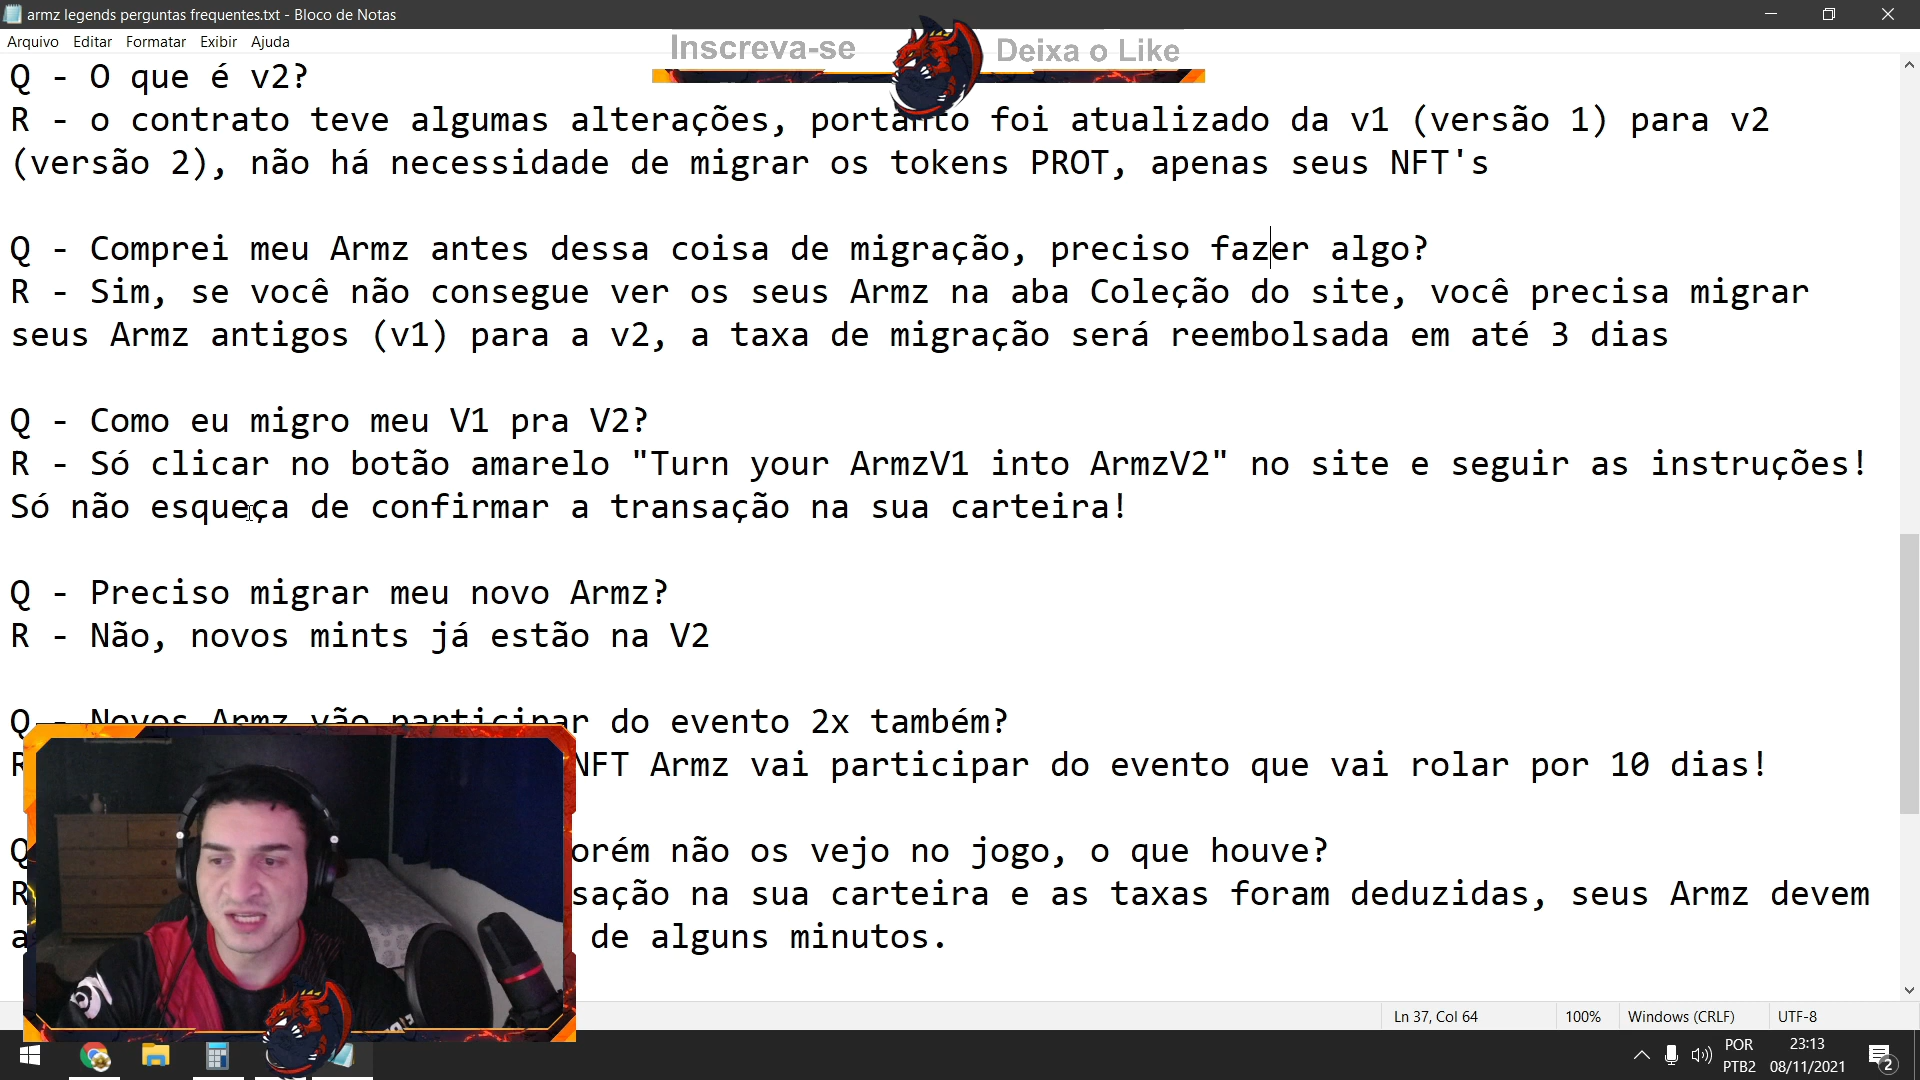 armz legends perguntas frequentes.txt - Bloco de Notas
Arquivo Editar Formatar Exibir Ajuda
Inscreva-se Deixa o Like
Q - O que é v2?
R - o contrato teve algumas alterações, portanto foi atualizado da v1 (versão 1) para v2
(versão 2), não há necessidade de migrar os tokens PROT, apenas seus NFT's
Q - Comprei meu Armz antes dessa coisa de migração, preciso fazer algo?
R - Sim, se você não consegue ver os seus Armz na aba Coleção do site, você precisa migrar
seus Armz antigos (v1) para a v2, a taxa de migração será reembolsada em até 3 dias
Q - Como eu migro meu V1 pra V2?
R - Só clicar no botão amarelo "Turn your ArmzV1 into ArmzV2" no site e seguir as instruções!
Só não esqueça de confirmar a transação na sua carteira!
Q - Preciso migrar meu novo Armz?
R - Não, novos mints já estão na V2
Q - Novos Armz vão participar do evento 2x também?
R NFT Armz vai participar do evento que vai rolar por 10 dias!
Q orém não os vejo no jogo, o que houve?
R sação na sua carteira e as taxas foram deduzidas, seus Armz devem
a de alguns minutos.
Ln 37, Col 64 100% Windows (CRLF) UTF-8
POR 23:13
PTB2 08/11/2021 2